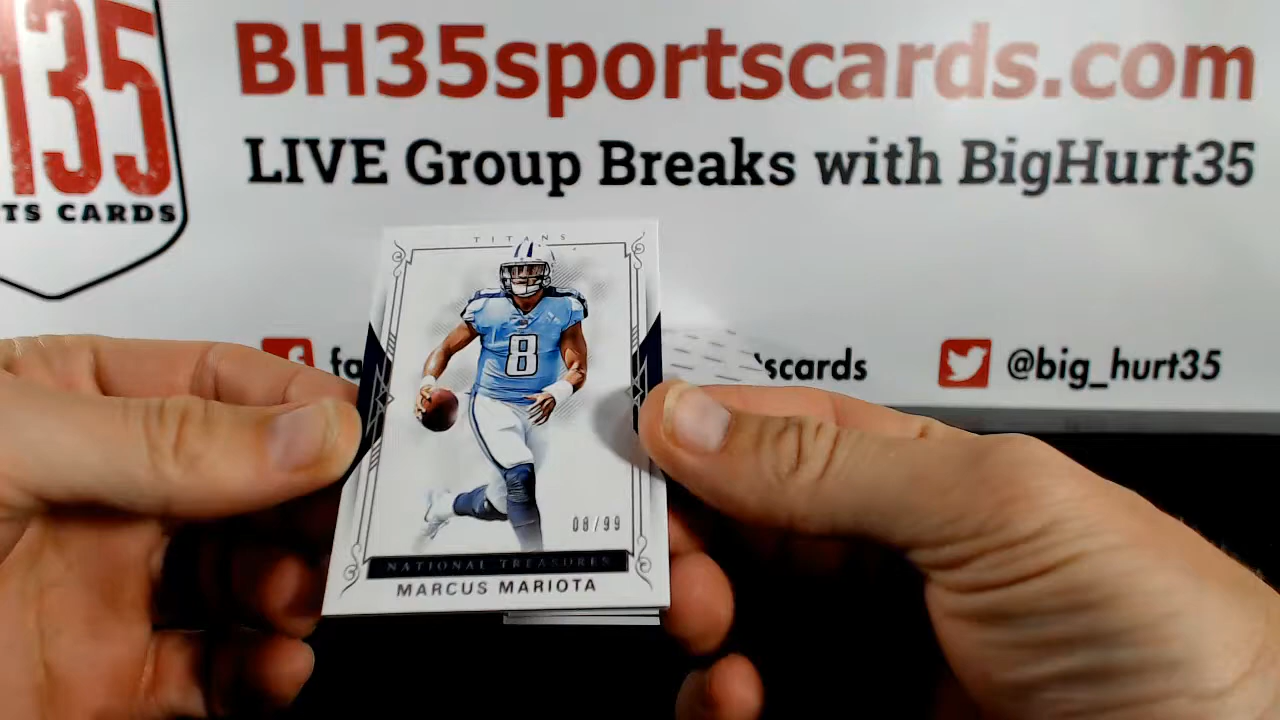 135
TS CARDS
BH35sportscards.com
LIVE Group Breaks with BigHurt35
fa
scards
@big_hurt35
TITANS
8
08/99
NATIONAL TREASURES
MARCUS MARIOTA